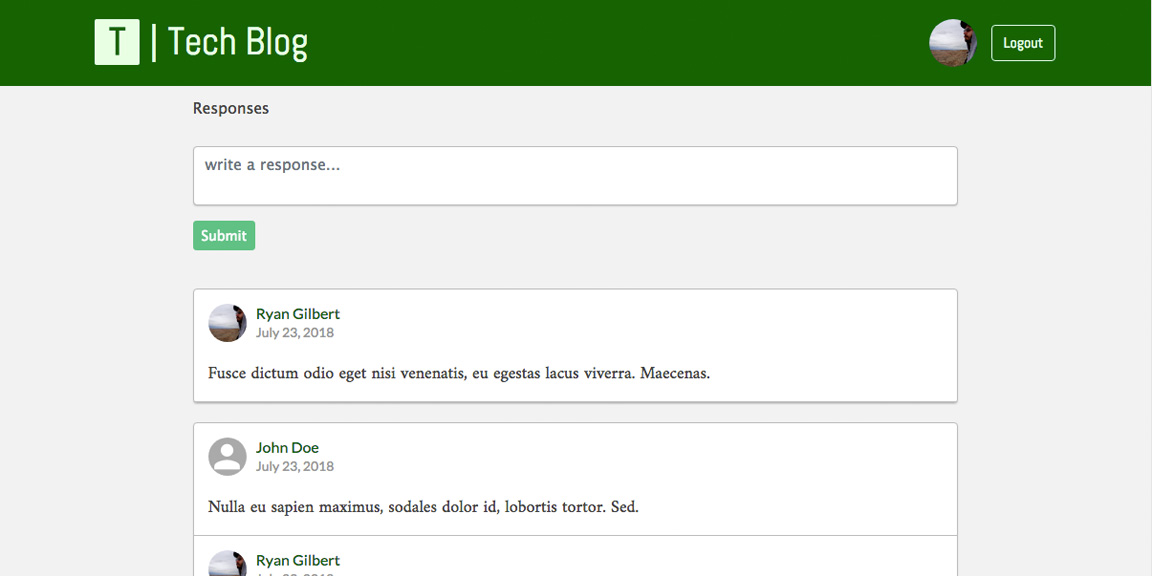 T | Tech Blog
Logout
Responses
write a response...
Submit
Ryan Gilbert
July 23, 2018
Fusce dictum odio eget nisi venenatis, eu egestas lacus viverra. Maecenas.
John Doe
July 23, 2018
Nulla eu sapien maximus, sodales dolor id, lobortis tortor. Sed.
Ryan Gilbert